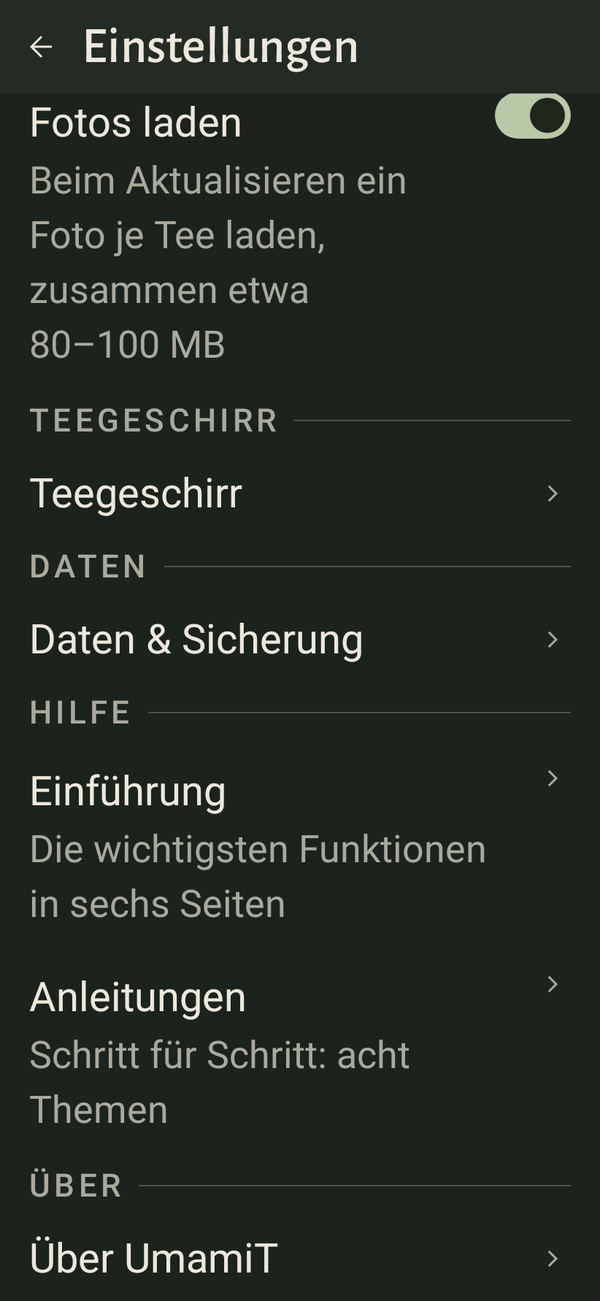 Einstellungen
Fotos laden
Beim Aktualisieren ein
Foto je Tee laden,
zusammen etwa
80–100 MB
TEEGESCHIRR
Teegeschirr
DATEN
Daten & Sicherung
HILFE
Einführung
Die wichtigsten Funktionen
in sechs Seiten
Anleitungen
Schritt für Schritt: acht
Themen
ÜBER
Über UmamiT